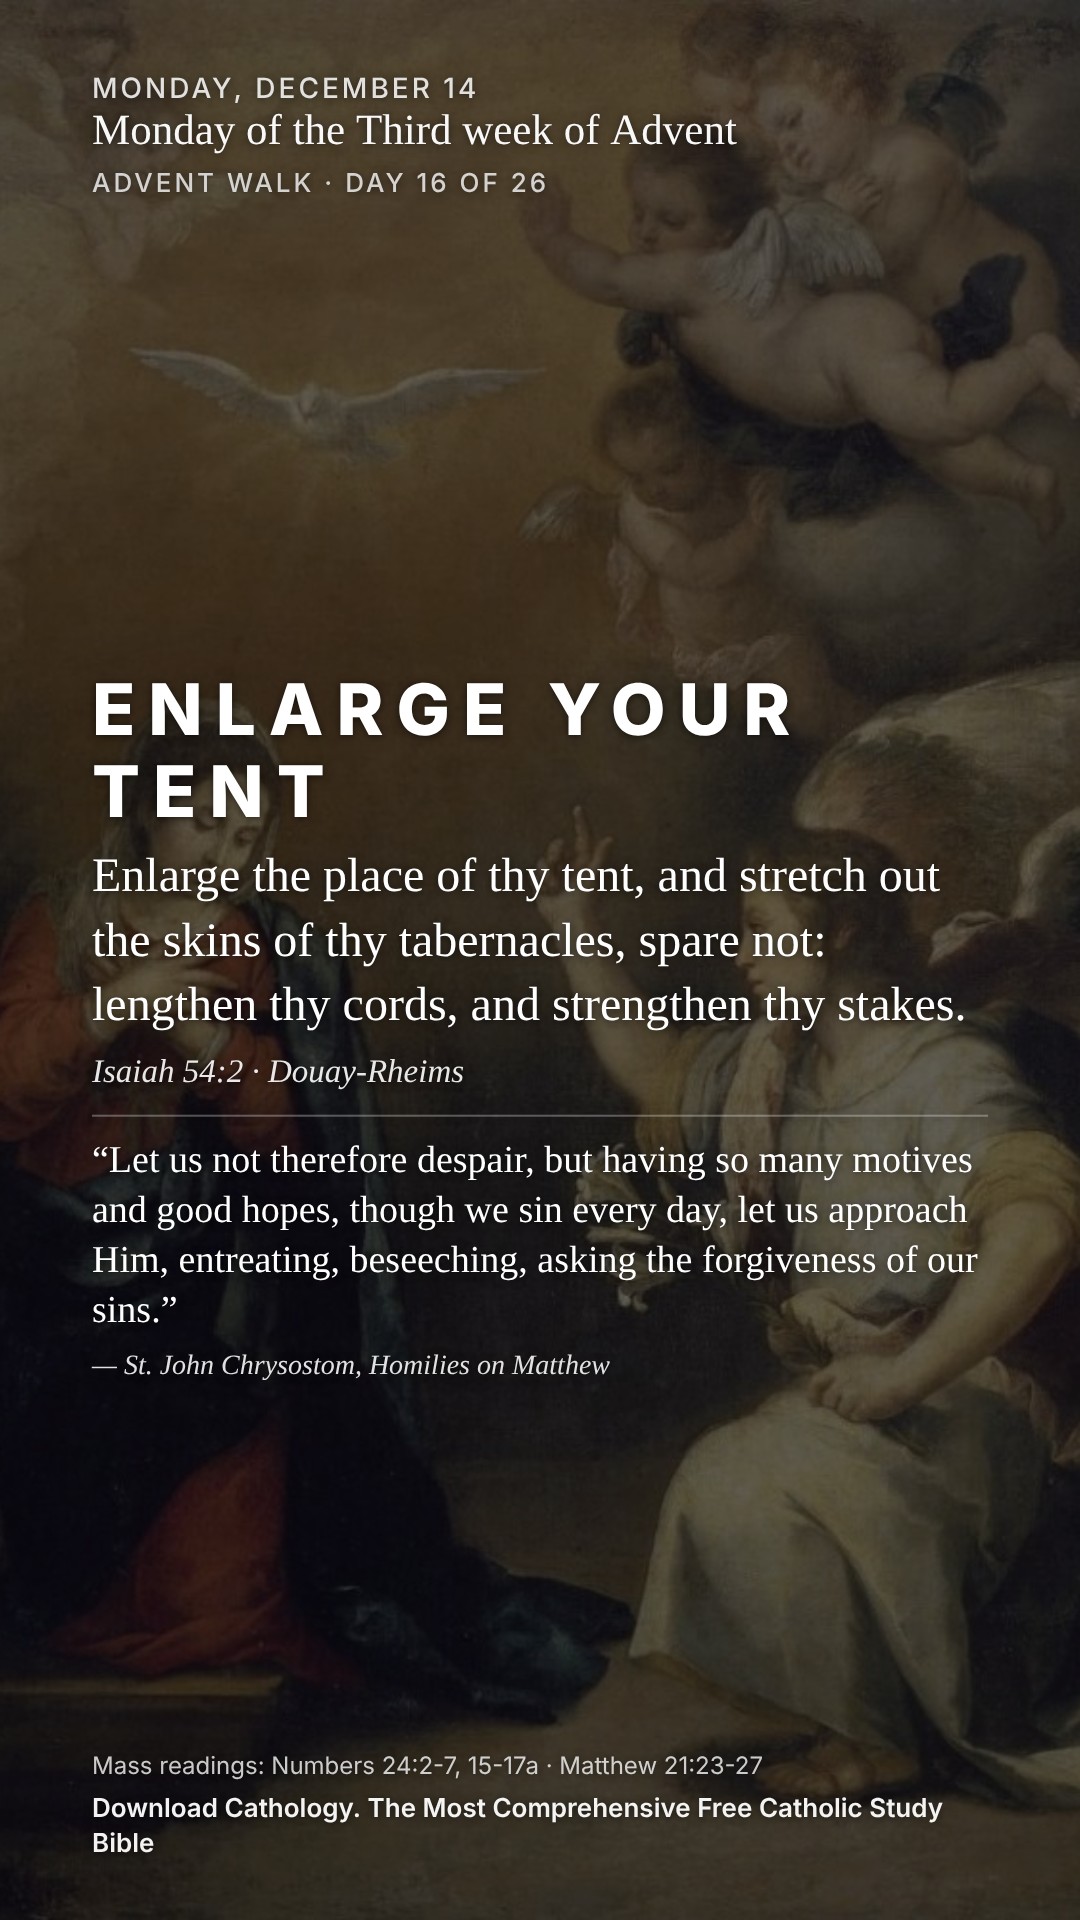 MONDAY, DECEMBER 14
Monday of the Third week of Advent
ADVENT WALK · DAY 16 OF 26
ENLARGE YOUR
TENT
Enlarge the place of thy tent, and stretch out
the skins of thy tabernacles, spare not:
lengthen thy cords, and strengthen thy stakes.
Isaiah 54:2 · Douay-Rheims
“Let us not therefore despair, but having so many motives
and good hopes, though we sin every day, let us approach
Him, entreating, beseeching, asking the forgiveness of our
sins.”
— St. John Chrysostom, Homilies on Matthew
Mass readings: Numbers 24:2-7, 15-17a · Matthew 21:23-27
Download Cathology. The Most Comprehensive Free Catholic Study
Bible